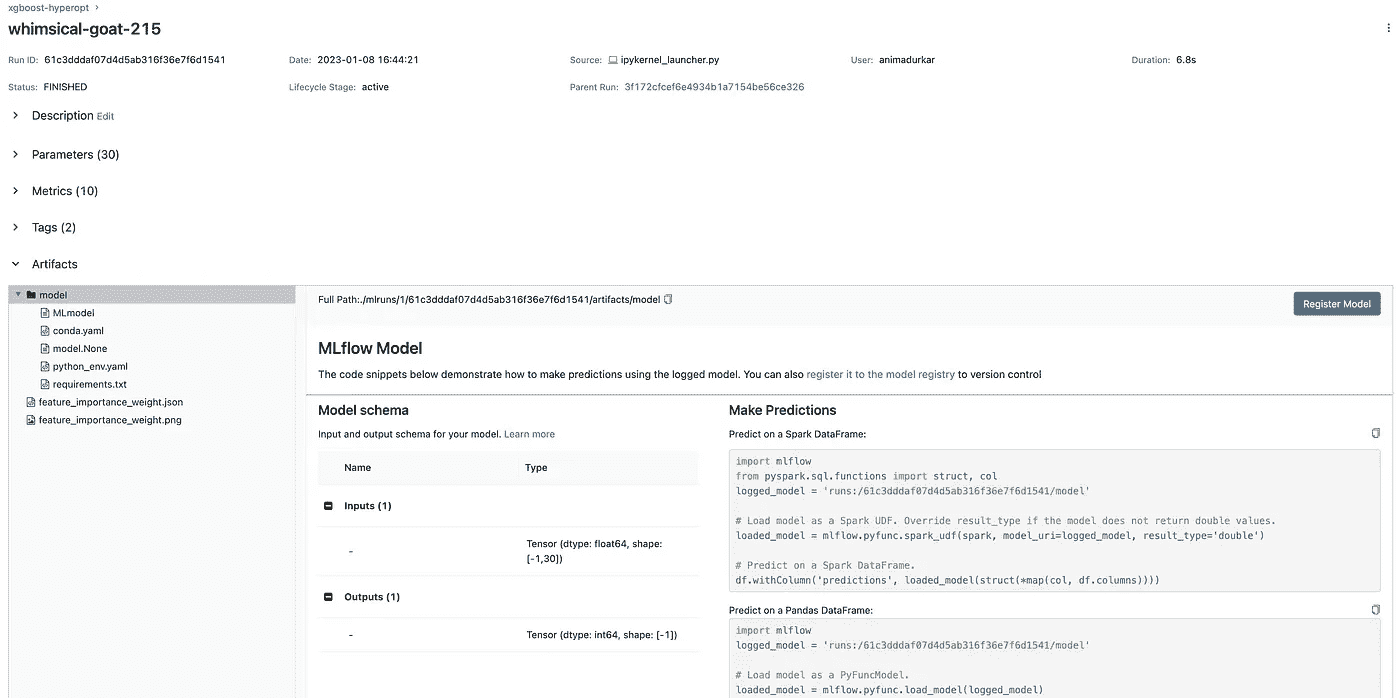 xgboost-hyperopt ›
whimsical-goat-215
Run ID: 61c3dddaf07d4d5ab316f36e7f6d1541 Date: 2023-01-08 16:44:21 Source: ipykernel_launcher.py User: animadurkar Duration: 6.8s
Status: FINISHED Lifecycle Stage: active Parent Run: 3f172cfcef6e4934b1a7154be56ce326
Description Edit
Parameters (30)
Metrics (10)
Tags (2)
Artifacts
model
MLmodel
conda.yaml
model.None
python_env.yaml
requirements.txt
feature_importance_weight.json
feature_importance_weight.png
Full Path:./mlruns/1/61c3dddaf07d4d5ab316f36e7f6d1541/artifacts/model
Register Model
MLflow Model
The code snippets below demonstrate how to make predictions using the logged model. You can also register it to the model registry to version control
Model schema
Input and output schema for your model. Learn more
Name Type
Inputs (1)
- Tensor (dtype: float64, shape:
[-1,30])
Outputs (1)
- Tensor (dtype: int64, shape: [-1])
Make Predictions
Predict on a Spark DataFrame:
import mlflow
from pyspark.sql.functions import struct, col
logged_model = 'runs:/61c3dddaf07d4d5ab316f36e7f6d1541/model'
# Load model as a Spark UDF. Override result_type if the model does not return double values.
loaded_model = mlflow.pyfunc.spark_udf(spark, model_uri=logged_model, result_type='double')
# Predict on a Spark DataFrame.
df.withColumn('predictions', loaded_model(struct(*map(col, df.columns))))
Predict on a Pandas DataFrame:
import mlflow
logged_model = 'runs:/61c3dddaf07d4d5ab316f36e7f6d1541/model'
# Load model as a PyFuncModel.
loaded_model = mlflow.pyfunc.load_model(logged_model)